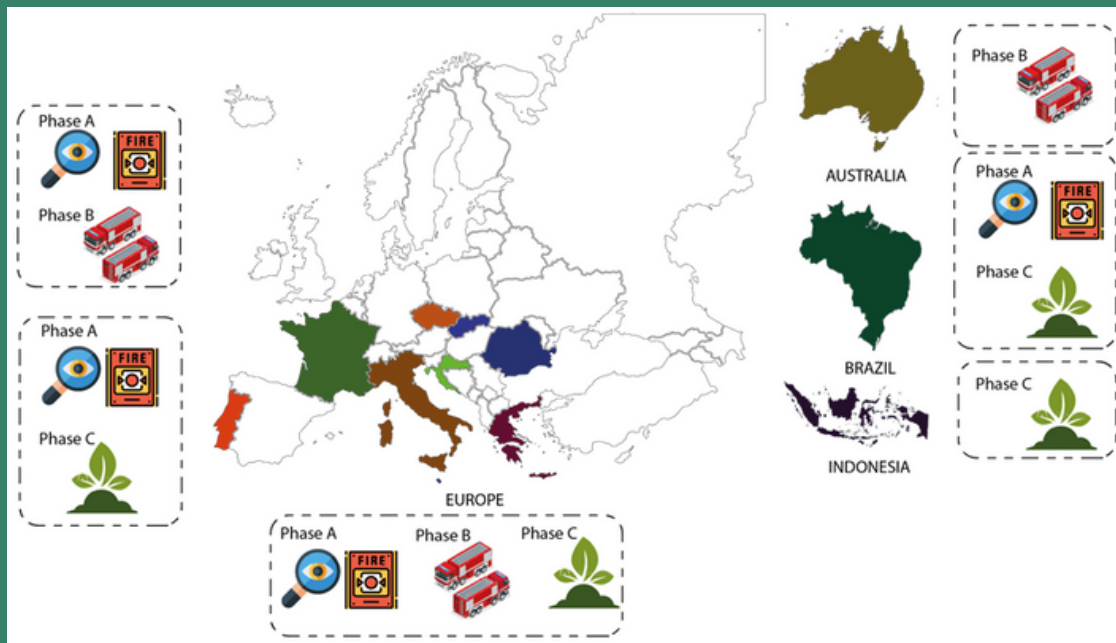 Phase A
FIRE
Phase B
Phase A
FIRE
Phase C
EUROPE
Phase A
FIRE
Phase B
Phase C
AUSTRALIA
BRAZIL
INDONESIA
Phase B
Phase A
FIRE
Phase C
Phase C